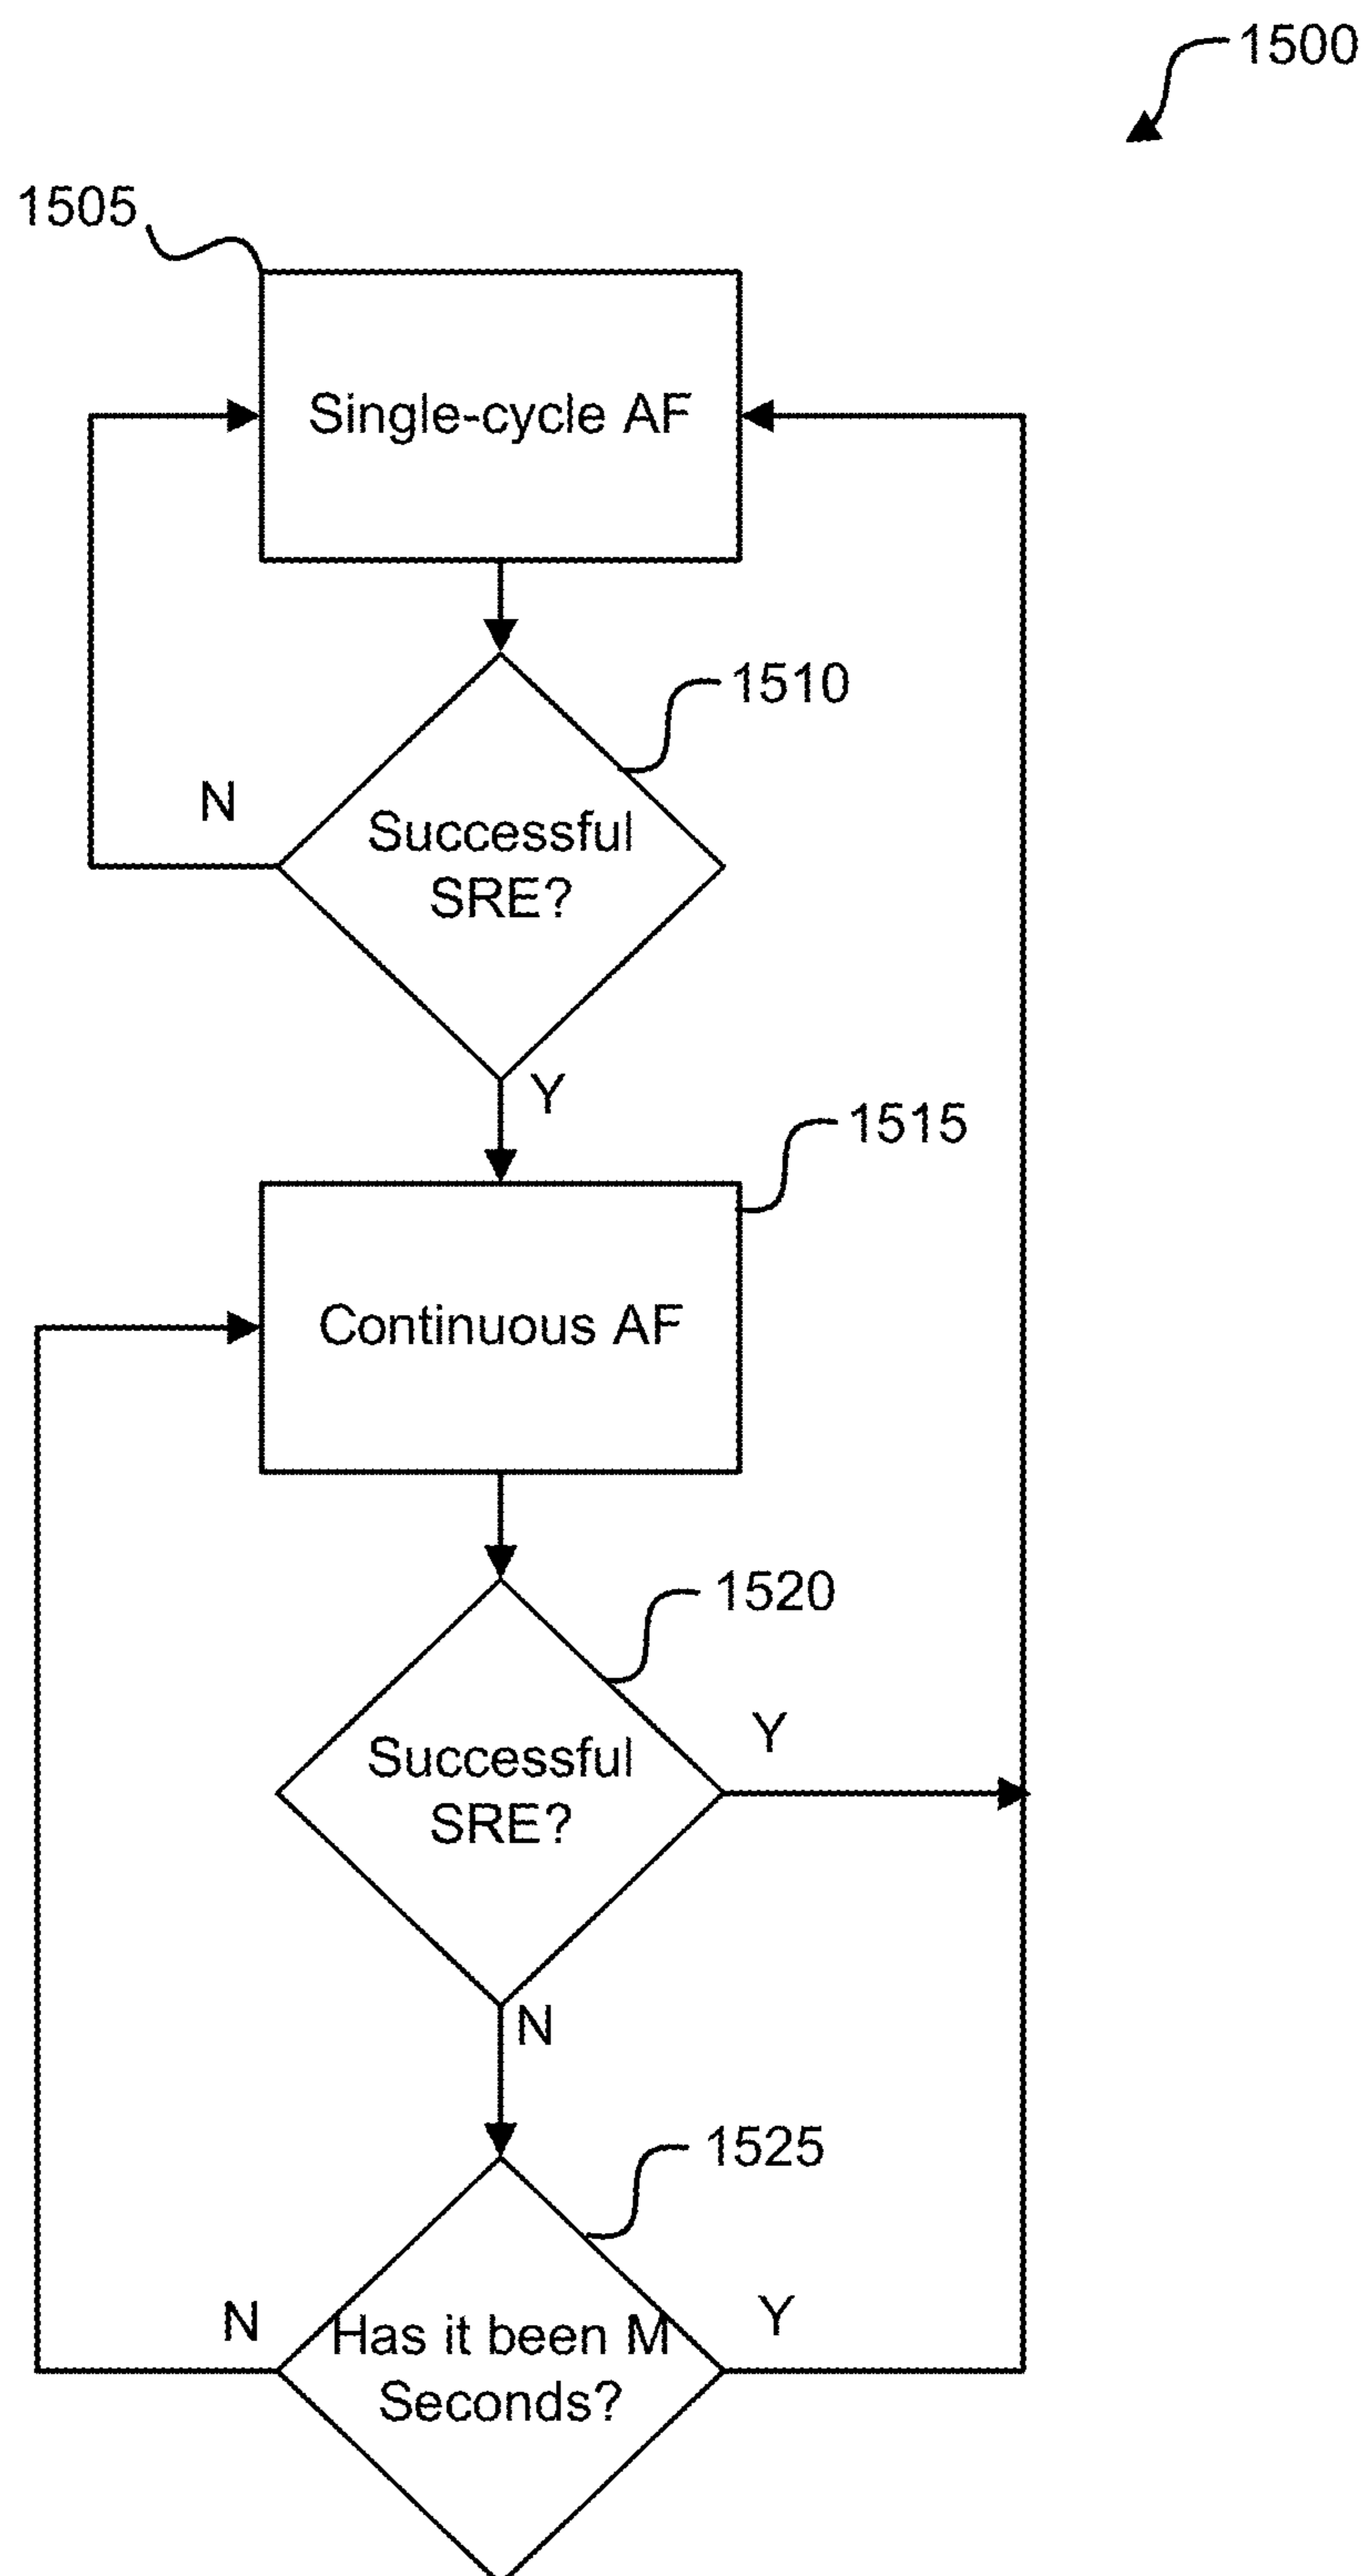 1500
1505
Single-cycle AF
1510
N
Successful
SRE?
Y
1515
Continuous AF
1520
Y
Successful
SRE?
N
1525
N
Y
Has it been M
Seconds?